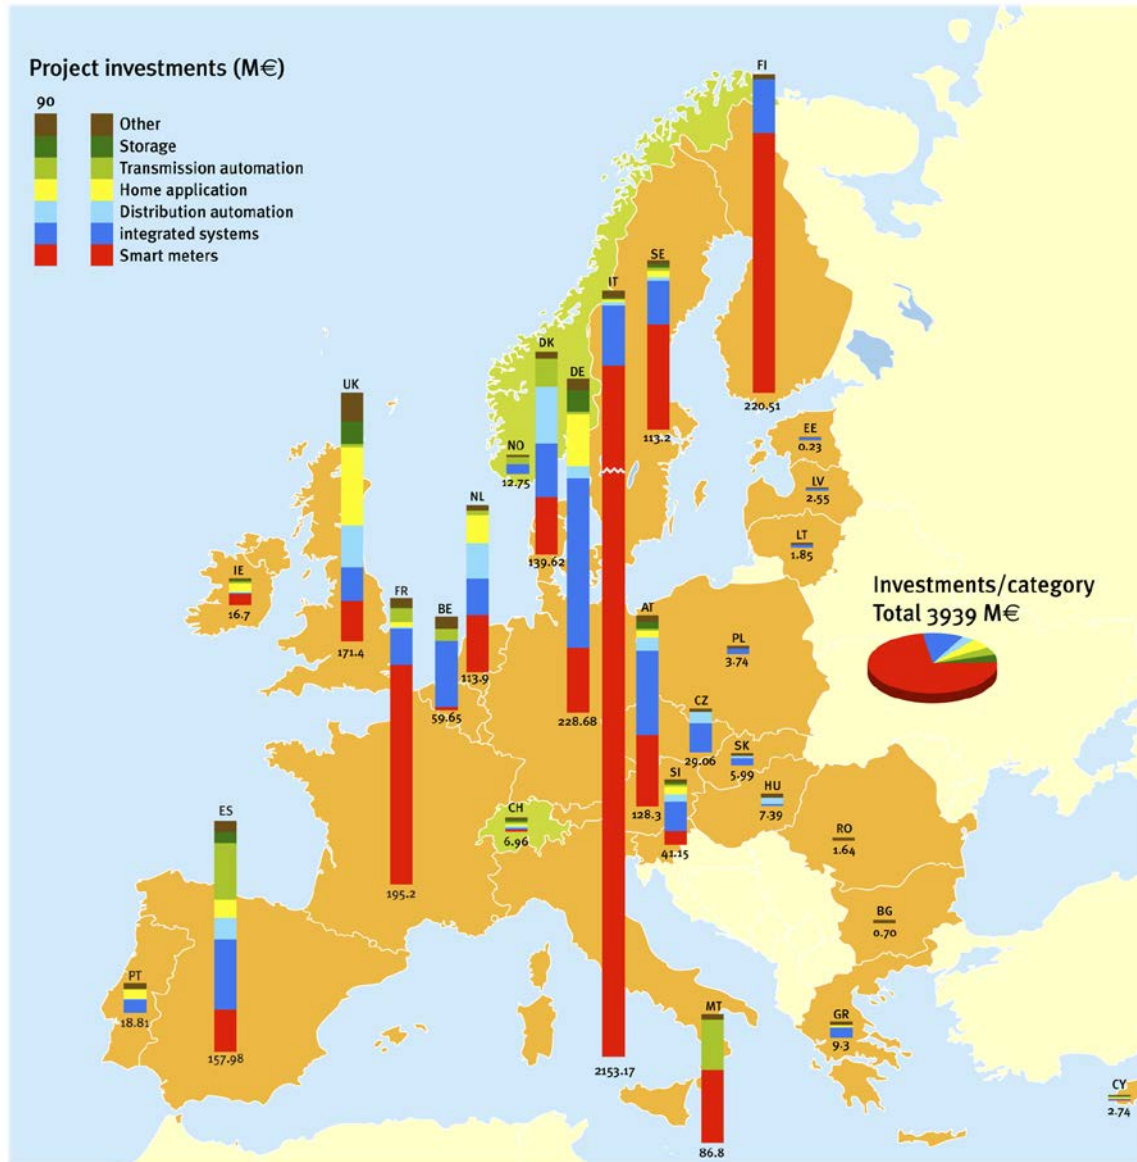 Project investments (M€)
90
Other
Storage
Transmission automation
Home application
Distribution automation
integrated systems
Smart meters
FI
220.51
SE
113.2
IT
2153.17
DK
139.62
DE
228.68
UK
171.4
NO
12.75
EE
0.23
LV
2.55
LT
1.85
NL
113.9
IE
16.7
FR
195.2
BE
59.65
AT
128.3
PL
3.74
Investments/category
Total 3939 M€
CZ
29.06
SK
5.99
SI
41.15
HU
7.39
CH
6.96
RO
1.64
ES
157.98
BG
0.70
PT
18.81
MT
86.8
GR
9.3
CY
2.74